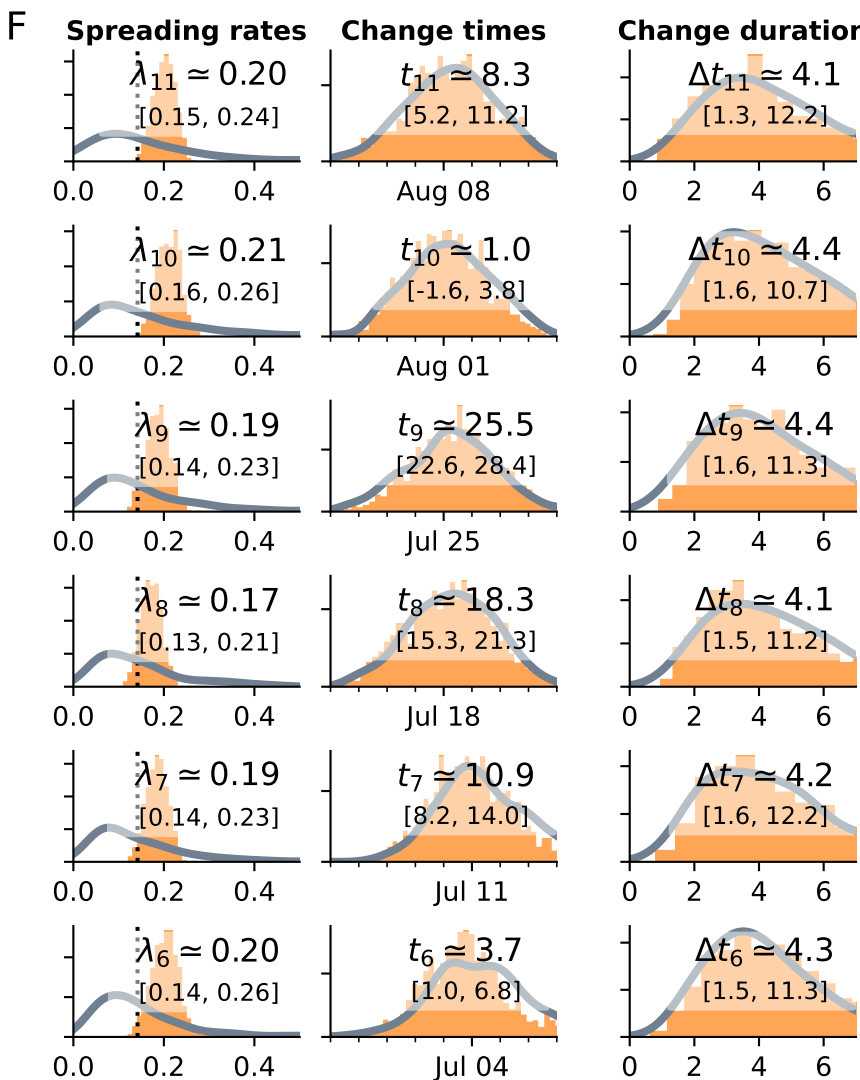 F
Spreading rates Change times Change duration
λ11 ≃ 0.20 t11 ≃ 8.3 Δt11 ≃ 4.1
[0.15, 0.24] [5.2, 11.2] [1.3, 12.2]
0.0 0.2 0.4 Aug 08 0 2 4 6
λ10 ≃ 0.21 t10 ≃ 1.0 Δt10 ≃ 4.4
[0.16, 0.26] [-1.6, 3.8] [1.6, 10.7]
0.0 0.2 0.4 Aug 01 0 2 4 6
λ9 ≃ 0.19 t9 ≃ 25.5 Δt9 ≃ 4.4
[0.14, 0.23] [22.6, 28.4] [1.6, 11.3]
0.0 0.2 0.4 Jul 25 0 2 4 6
λ8 ≃ 0.17 t8 ≃ 18.3 Δt8 ≃ 4.1
[0.13, 0.21] [15.3, 21.3] [1.5, 11.2]
0.0 0.2 0.4 Jul 18 0 2 4 6
λ7 ≃ 0.19 t7 ≃ 10.9 Δt7 ≃ 4.2
[0.14, 0.23] [8.2, 14.0] [1.6, 12.2]
0.0 0.2 0.4 Jul 11 0 2 4 6
λ6 ≃ 0.20 t6 ≃ 3.7 Δt6 ≃ 4.3
[0.14, 0.26] [1.0, 6.8] [1.5, 11.3]
0.0 0.2 0.4 Jul 04 0 2 4 6